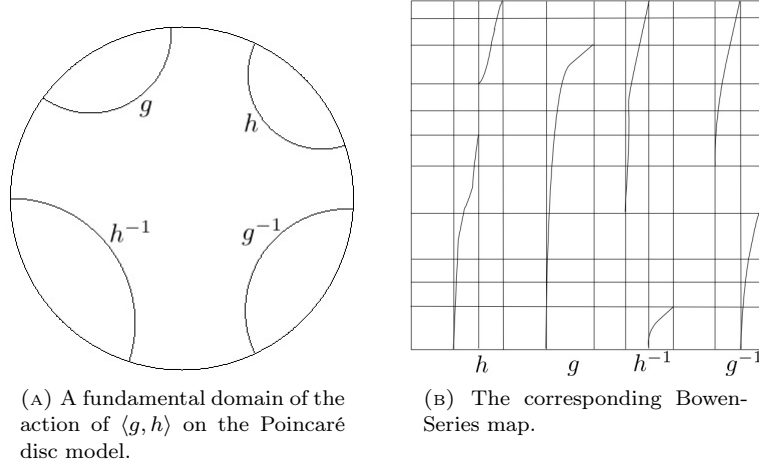 g
h
h⁻¹
g⁻¹
h g h⁻¹ g⁻¹
(A) A fundamental domain of the
action of ⟨g, h⟩ on the Poincaré
disc model.
(B) The corresponding Bowen-
Series map.